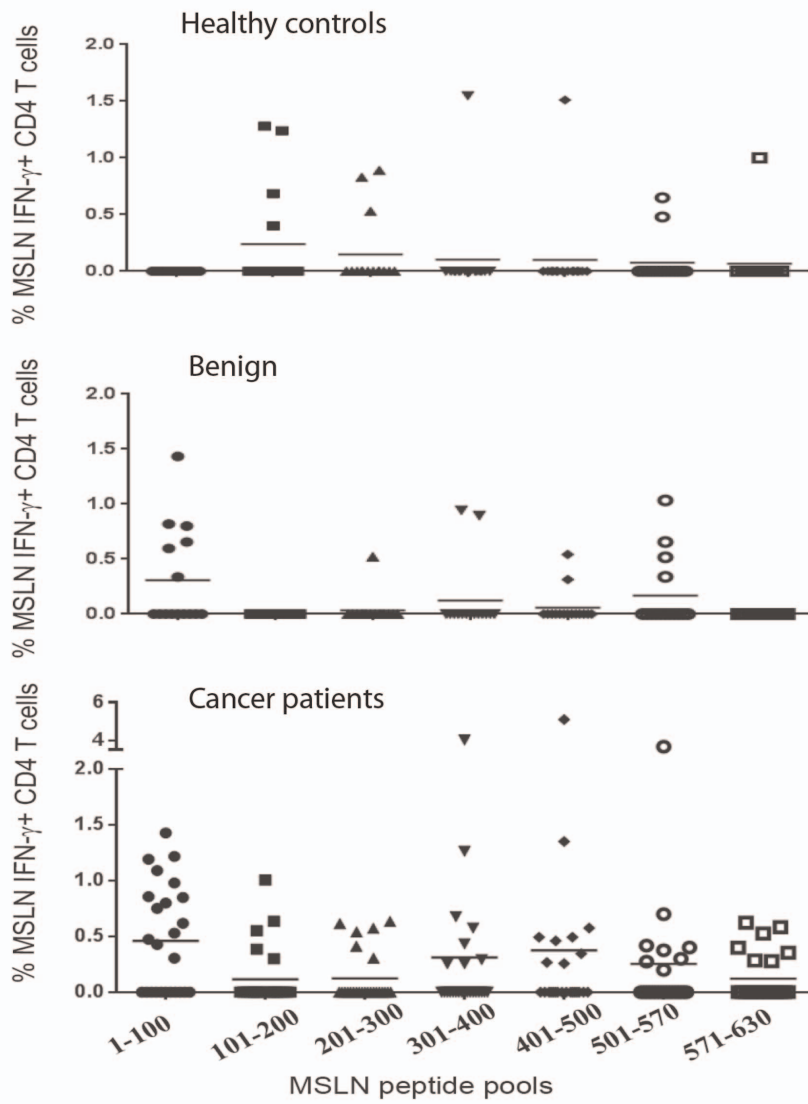 Healthy controls
% MSLN IFN-γ+ CD4 T cells
2.0
1.5
1.0
0.5
0.0
Benign
% MSLN IFN-γ+ CD4 T cells
2.0
1.5
1.0
0.5
0.0
Cancer patients
% MSLN IFN-γ+ CD4 T cells
6
4
2.0
1.5
1.0
0.5
0.0
1-100 101-200 201-300 301-400 401-500 501-570 571-630
MSLN peptide pools